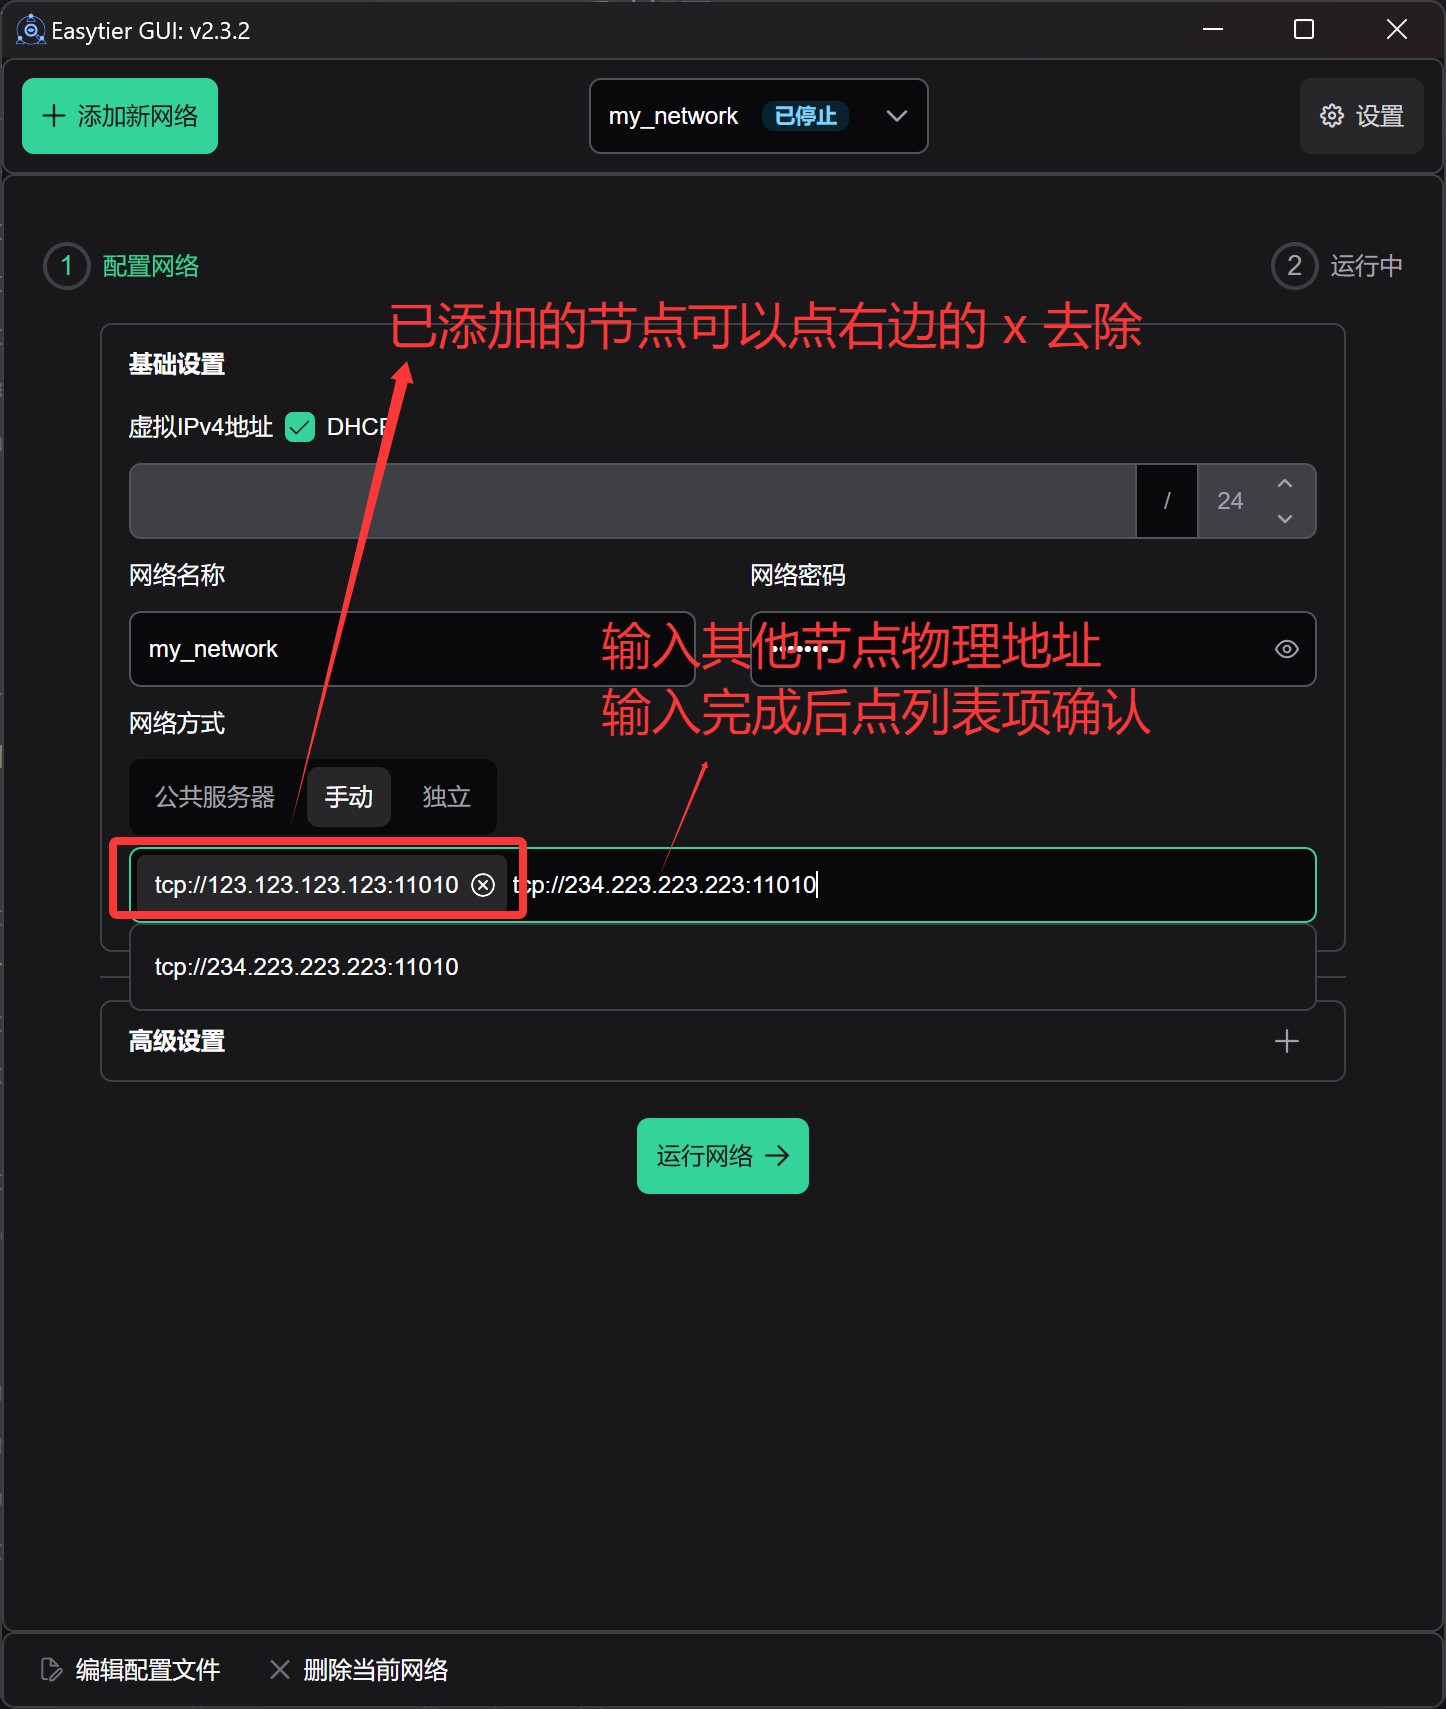 Easytier GUI: v2.3.2
添加新网络
my_network 已停止
设置
1 配置网络
2 运行中
已添加的节点可以点右边的 x 去除
基础设置
虚拟IPv4地址 DHCP
/ 24
网络名称
网络密码
my_network
输入其他节点物理地址
输入完成后点列表项确认
网络方式
公共服务器 手动 独立
tcp://123.123.123.123:11010 tcp://234.223.223.223:11010
tcp://234.223.223.223:11010
高级设置
运行网络
编辑配置文件 删除当前网络